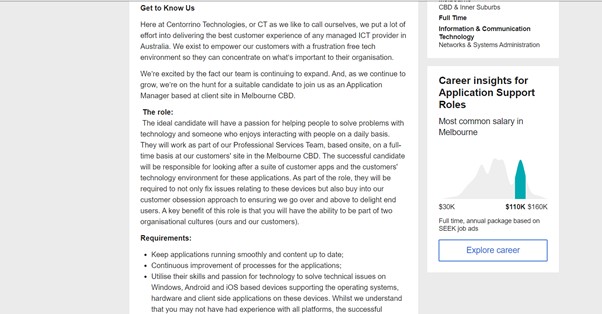 Get to Know Us
Here at Centorrino Technologies, or CT as we like to call ourselves, we put a lot of
effort into delivering the best customer experience of any managed ICT provider in
Australia. We exist to empower our customers with a frustration free tech
environment so they can concentrate on what's important to their organisation.
We're excited by the fact our team is continuing to expand. And, as we continue to
grow, we're on the hunt for a suitable candidate to join us as an Application
Manager based at client site in Melbourne CBD.
The role:
The ideal candidate will have a passion for helping people to solve problems with
technology and someone who enjoys interacting with people on a daily basis.
They will work as part of our Professional Services Team, based onsite, on a full-
time basis at our customers' site in the Melbourne CBD. The successful candidate
will be responsible for looking after a suite of customer apps and the customers'
technology environment for these applications. As part of the role, they will be
required to not only fix issues relating to these devices but also buy into our
customer obsession approach to ensuring we go over and above to delight end
users. A key benefit of this role is that you will have the ability to be part of two
organisational cultures (ours and our customers).
Requirements:
• Keep applications running smoothly and content up to date;
• Continuous improvement of processes for the applications;
• Utilise their skills and passion for technology to solve technical issues on
Windows, Android and iOS based devices supporting the operating systems,
hardware and client side applications on these devices. Whilst we understand
that you may not have had experience with all platforms, the successful
CBD & Inner Suburbs
Full Time
Information & Communication
Technology
Networks & Systems Administration
Career insights for
Application Support
Roles
Most common salary in
Melbourne
$30K $110K $160K
Full time, annual package based on
SEEK job ads
Explore career